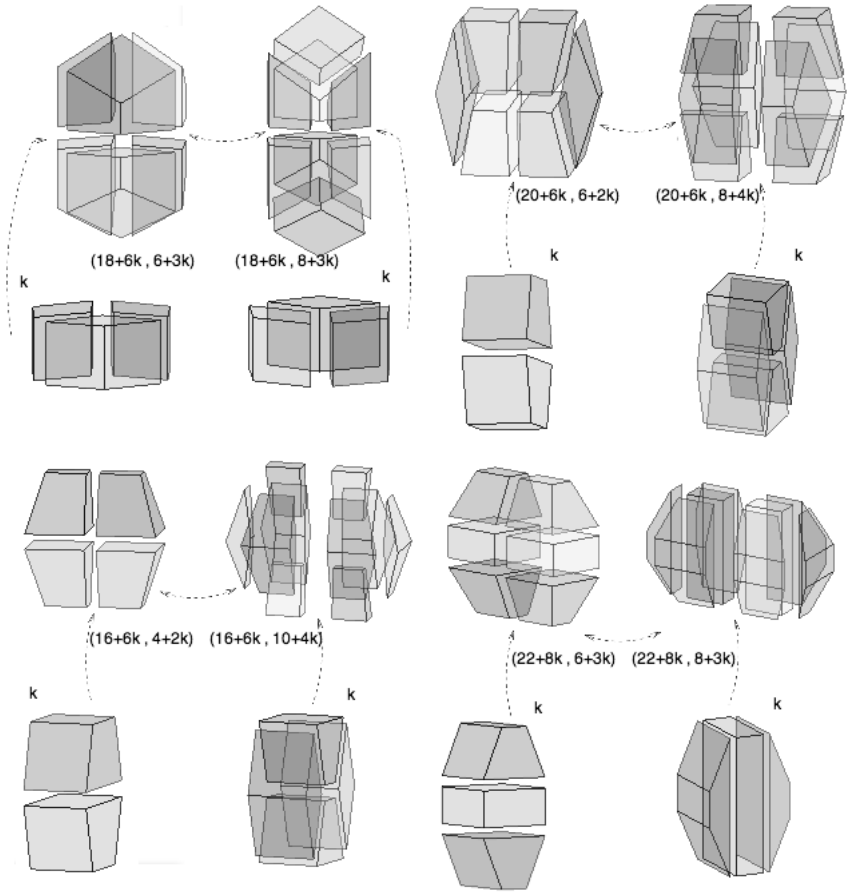 (20+6k , 6+2k)
(20+6k , 8+4k)
(18+6k , 6+3k)
(18+6k , 8+3k)
k
k
k
k
(16+6k , 4+2k)
(16+6k , 10+4k)
(22+8k , 6+3k)
(22+8k , 8+3k)
k
k
k
k